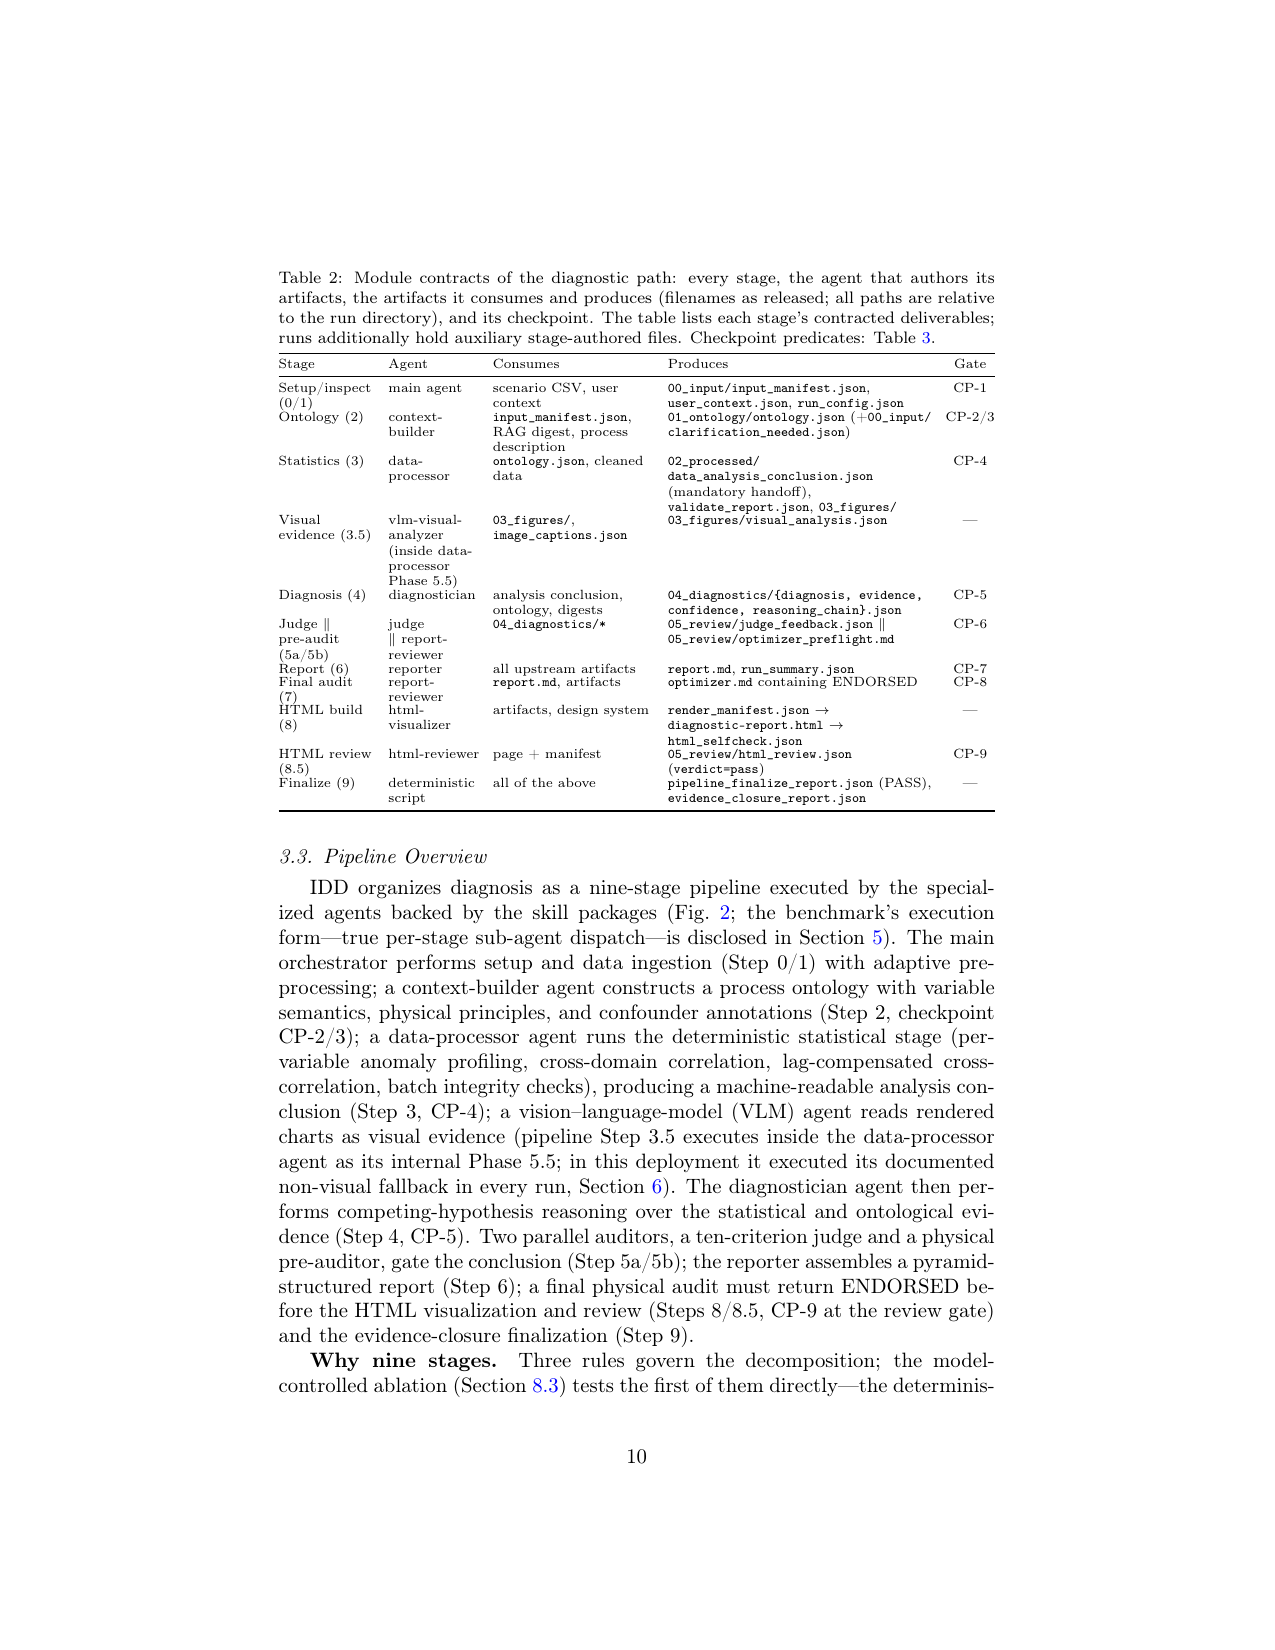 Table 2: Module contracts of the diagnostic path: every stage, the agent that authors its
artifacts, the artifacts it consumes and produces (filenames as released; all paths are relative
to the run directory), and its checkpoint. The table lists each stage's contracted deliverables;
runs additionally hold auxiliary stage-authored files. Checkpoint predicates: Table 3.
Stage Agent Consumes Produces Gate
Setup/inspect main agent scenario CSV, user 00_input/input_manifest.json, CP-1
(0/1) context user_context.json, run_config.json
Ontology (2) context- input_manifest.json, 01_ontology/ontology.json (+00_input/ CP-2/3
builder RAG digest, process clarification_needed.json)
description
Statistics (3) data- ontology.json, cleaned 02_processed/ CP-4
processor data data_analysis_conclusion.json
(mandatory handoff),
validate_report.json, 03_figures/
Visual vlm-visual- 03_figures/, 03_figures/visual_analysis.json —
evidence (3.5) analyzer image_captions.json
(inside data-
processor
Phase 5.5)
Diagnosis (4) diagnostician analysis conclusion, 04_diagnostics/{diagnosis, evidence, CP-5
ontology, digests confidence, reasoning_chain}.json
Judge ∥ judge 04_diagnostics/* 05_review/judge_feedback.json ∥ CP-6
pre-audit ∥ report- 05_review/optimizer_preflight.md
(5a/5b) reviewer
Report (6) reporter all upstream artifacts report.md, run_summary.json CP-7
Final audit report- report.md, artifacts optimizer.md containing ENDORSED CP-8
(7) reviewer
HTML build html- artifacts, design system render_manifest.json → —
(8) visualizer diagnostic-report.html →
html_selfcheck.json
HTML review html-reviewer page + manifest 05_review/html_review.json CP-9
(8.5) (verdict=pass)
Finalize (9) deterministic all of the above pipeline_finalize_report.json (PASS), —
script evidence_closure_report.json
3.3. Pipeline Overview
IDD organizes diagnosis as a nine-stage pipeline executed by the special-
ized agents backed by the skill packages (Fig. 2; the benchmark's execution
form—true per-stage sub-agent dispatch—is disclosed in Section 5). The main
orchestrator performs setup and data ingestion (Step 0/1) with adaptive pre-
processing; a context-builder agent constructs a process ontology with variable
semantics, physical principles, and confounder annotations (Step 2, checkpoint
CP-2/3); a data-processor agent runs the deterministic statistical stage (per-
variable anomaly profiling, cross-domain correlation, lag-compensated cross-
correlation, batch integrity checks), producing a machine-readable analysis con-
clusion (Step 3, CP-4); a vision–language-model (VLM) agent reads rendered
charts as visual evidence (pipeline Step 3.5 executes inside the data-processor
agent as its internal Phase 5.5; in this deployment it executed its documented
non-visual fallback in every run, Section 6). The diagnostician agent then per-
forms competing-hypothesis reasoning over the statistical and ontological evi-
dence (Step 4, CP-5). Two parallel auditors, a ten-criterion judge and a physical
pre-auditor, gate the conclusion (Step 5a/5b); the reporter assembles a pyramid-
structured report (Step 6); a final physical audit must return ENDORSED be-
fore the HTML visualization and review (Steps 8/8.5, CP-9 at the review gate)
and the evidence-closure finalization (Step 9).
Why nine stages. Three rules govern the decomposition; the model-
controlled ablation (Section 8.3) tests the first of them directly—the determinis-
10